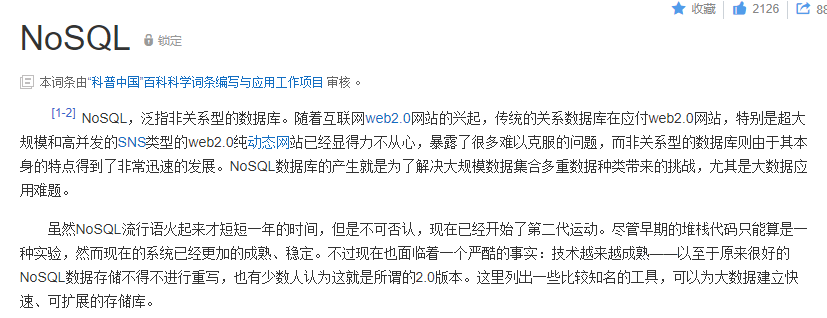 收藏 2126 88
NoSQL 锁定
本词条由“科普中国”百科科学词条编写与应用工作项目 审核 。
[1-2] NoSQL，泛指非关系型的数据库。随着互联网web2.0网站的兴起，传统的关系数据库在应付web2.0网站，特别是超大
规模和高并发的SNS类型的web2.0纯动态网站已经显得力不从心，暴露了很多难以克服的问题，而非关系型的数据库则由于其本
身的特点得到了非常迅速的发展。NoSQL数据库的产生就是为了解决大规模数据集合多重数据种类带来的挑战，尤其是大数据应
用难题。
虽然NoSQL流行语火起来才短短一年的时间，但是不可否认，现在已经开始了第二代运动。尽管早期的堆栈代码只能算是一
种实验，然而现在的系统已经更加的成熟、稳定。不过现在也面临着一个严酷的事实：技术越来越成熟——以至于原来很好的
NoSQL数据存储不得不进行重写，也有少数人认为这就是所谓的2.0版本。这里列出一些比较知名的工具，可以为大数据建立快
速、可扩展的存储库。